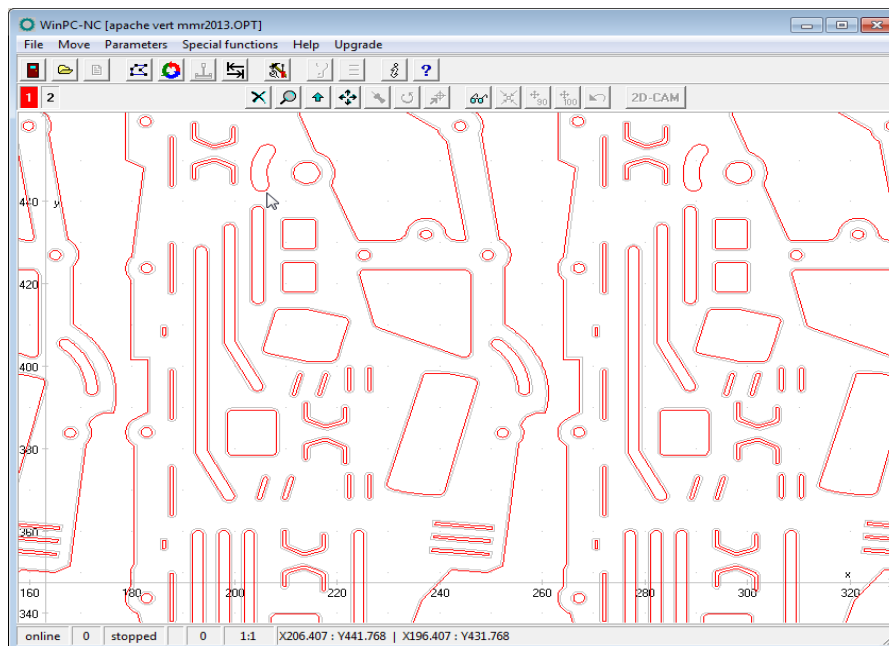 WinPC-NC [apache vert mmr2013.OPT]
File Move Parameters Special functions Help Upgrade
1 2 90 100 2D-CAM
440 y
420
400
380
360
x
160 180 200 220 240 260 280 300 320
340
online 0 stopped 0 1:1 X206.407 : Y441.768 | X196.407 : Y431.768